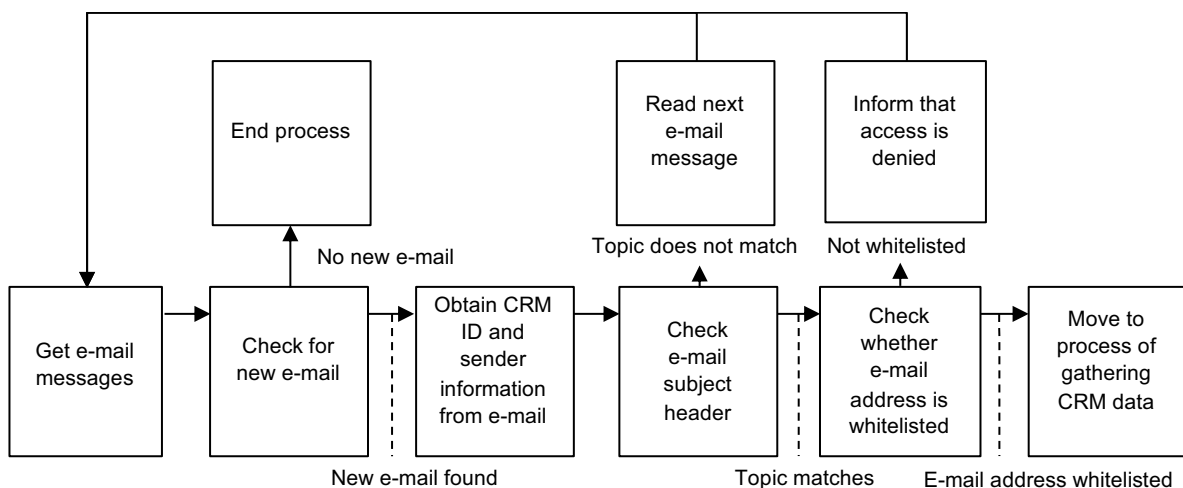 End process
Read next
e-mail
message
Inform that
access is
denied
No new e-mail
Topic does not match
Not whitelisted
Get e-mail
messages
Check for
new e-mail
Obtain CRM
ID and
sender
information
from e-mail
Check
e-mail
subject
header
Check
whether
e-mail
address is
whitelisted
Move to
process of
gathering
CRM data
New e-mail found
Topic matches
E-mail address whitelisted